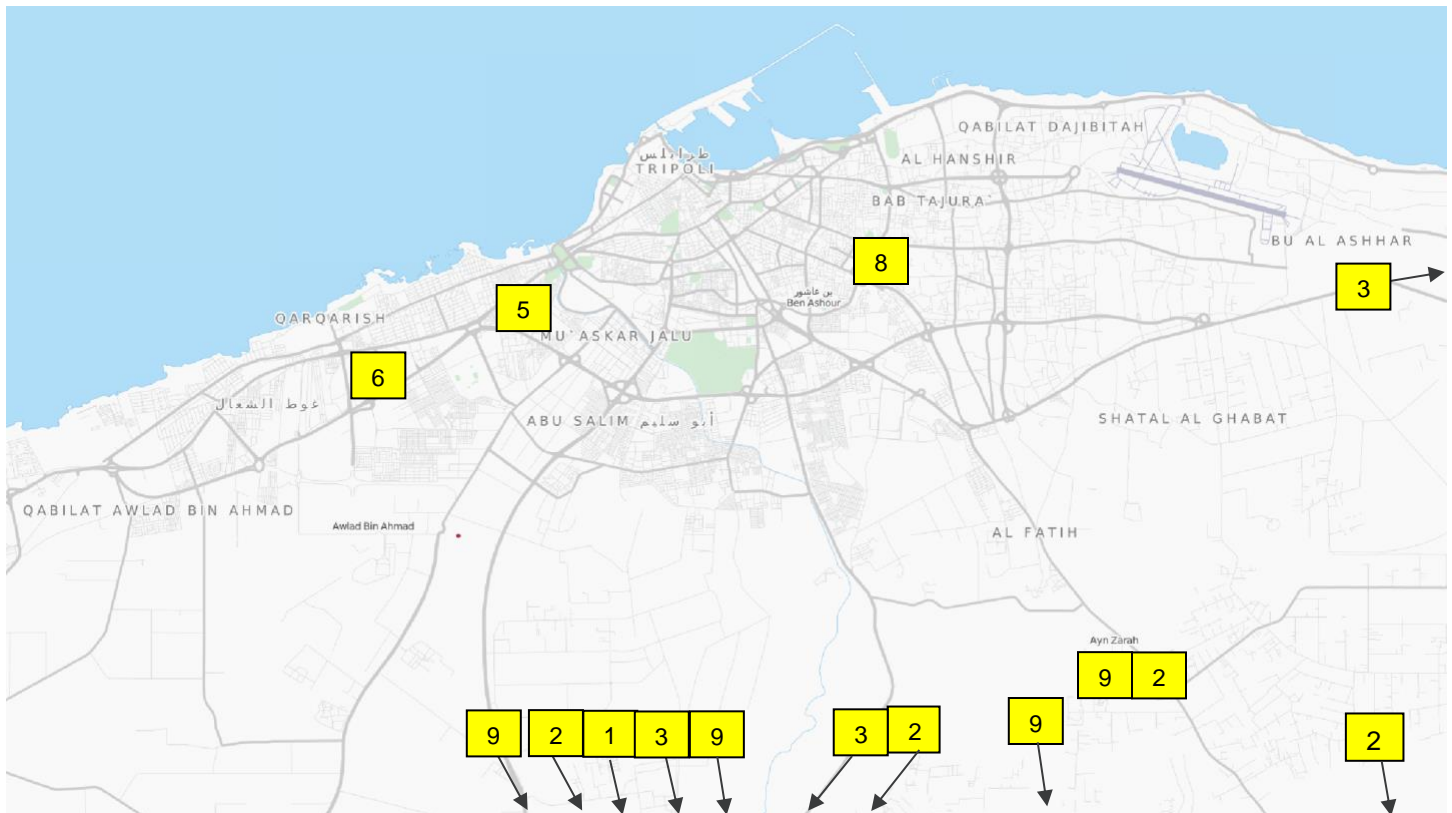 QABILAT DAJIBITAH
طرابلس
TRIPOLI
AL HANSHIR
BAB TAJURA`
BU AL ASHHAR
8
3
بن عاشور
Ben Ashour
5
QARQARISH
MU`ASKAR JALU
6
غوط الشعال
ABU SALIM أبو سليم
SHATAL AL GHABAT
QABILAT AWLAD BIN AHMAD
Awlad Bin Ahmad
AL FATIH
Ayn Zarah
9 2
9 2 1 3 9 3 2 9 2